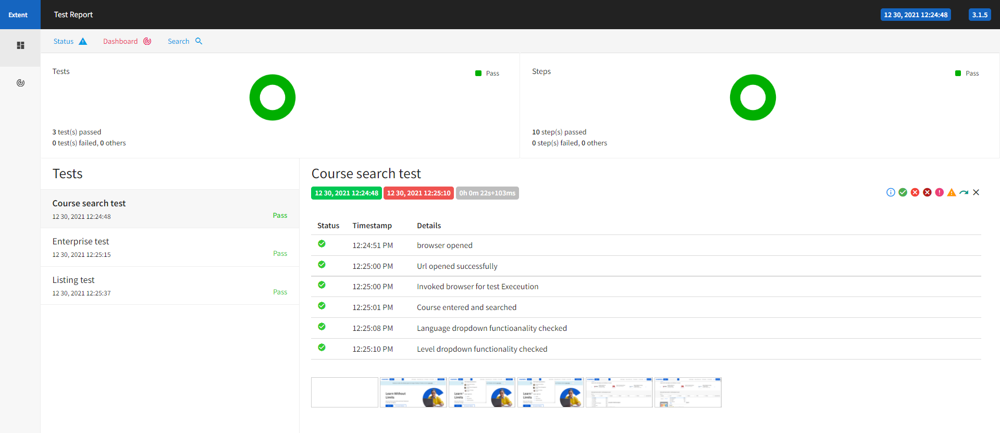 Extent
Test Report
12 30, 2021 12:24:48
3.1.5
Status
Dashboard
Search
Tests
Pass
3 test(s) passed
0 test(s) failed, 0 others
Steps
Pass
10 step(s) passed
0 step(s) failed, 0 others
Tests
Course search test
12 30, 2021 12:24:48
Pass
Enterprise test
12 30, 2021 12:25:15
Pass
Listing test
12 30, 2021 12:25:37
Pass
Course search test
12 30, 2021 12:24:48 12 30, 2021 12:25:10 0h 0m 22s+103ms
Status Timestamp Details
12:24:51 PM browser opened
12:25:00 PM Url opened successfully
12:25:00 PM Invoked browser for test Excecution
12:25:01 PM Course entered and searched
12:25:08 PM Language dropdown functioanality checked
12:25:10 PM Level dropdown functionality checked
Learn Without
Limits
Learn
Limits
Learn
Limits